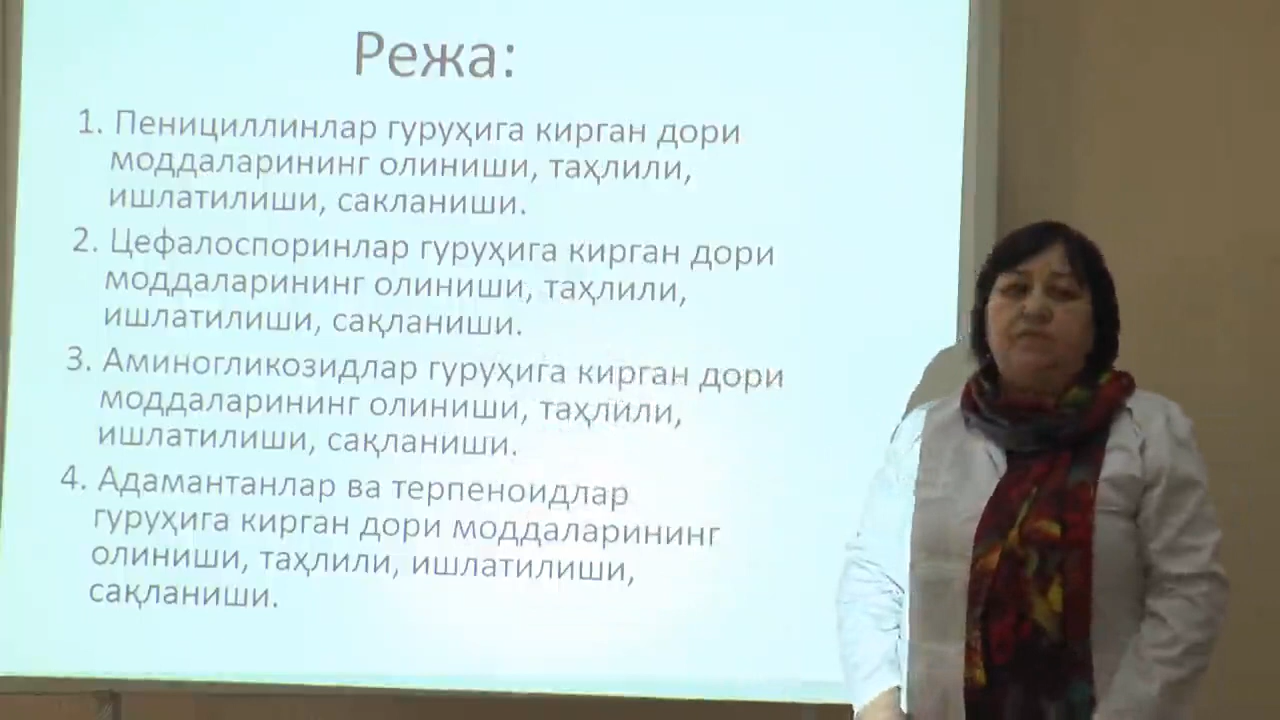 Режа:
1. Пенициллинлар гуруҳига кирган дори
моддаларининг олиниши, таҳлили,
ишлатилиши, сакланиши.
2. Цефалоспоринлар гуруҳига кирган дори
моддаларининг олиниши, таҳлили,
ишлатилиши, сақланиши.
3. Аминогликозидлар гуруҳига кирган дори
моддаларининг олиниши, таҳлили,
ишлатилиши, сақланиши.
4. Адамантанлар ва терпеноидлар
гуруҳига кирган дори моддаларининг
олиниши, таҳлили, ишлатилиши,
сақланиши.